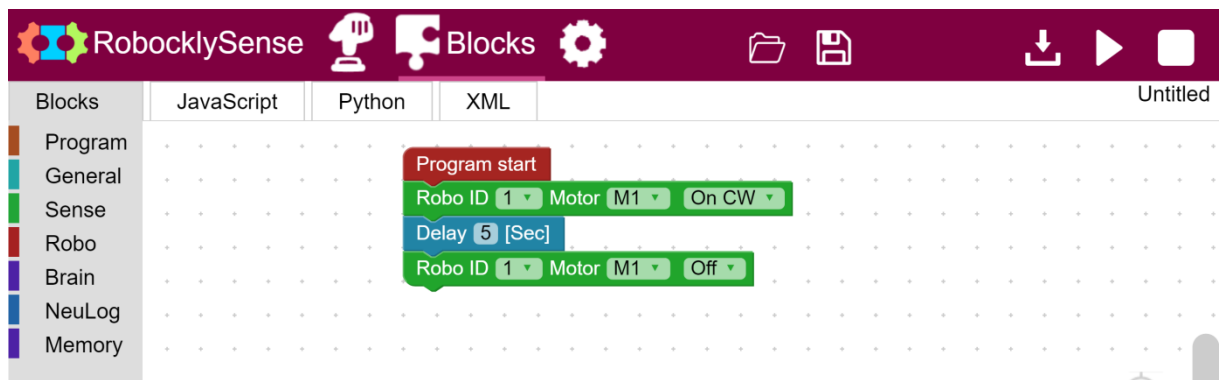 RobocklySense Blocks
Blocks JavaScript Python XML Untitled
Program
General
Sense
Robo
Brain
NeuLog
Memory
Program start
Robo ID 1 Motor M1 On CW
Delay 5 [Sec]
Robo ID 1 Motor M1 Off